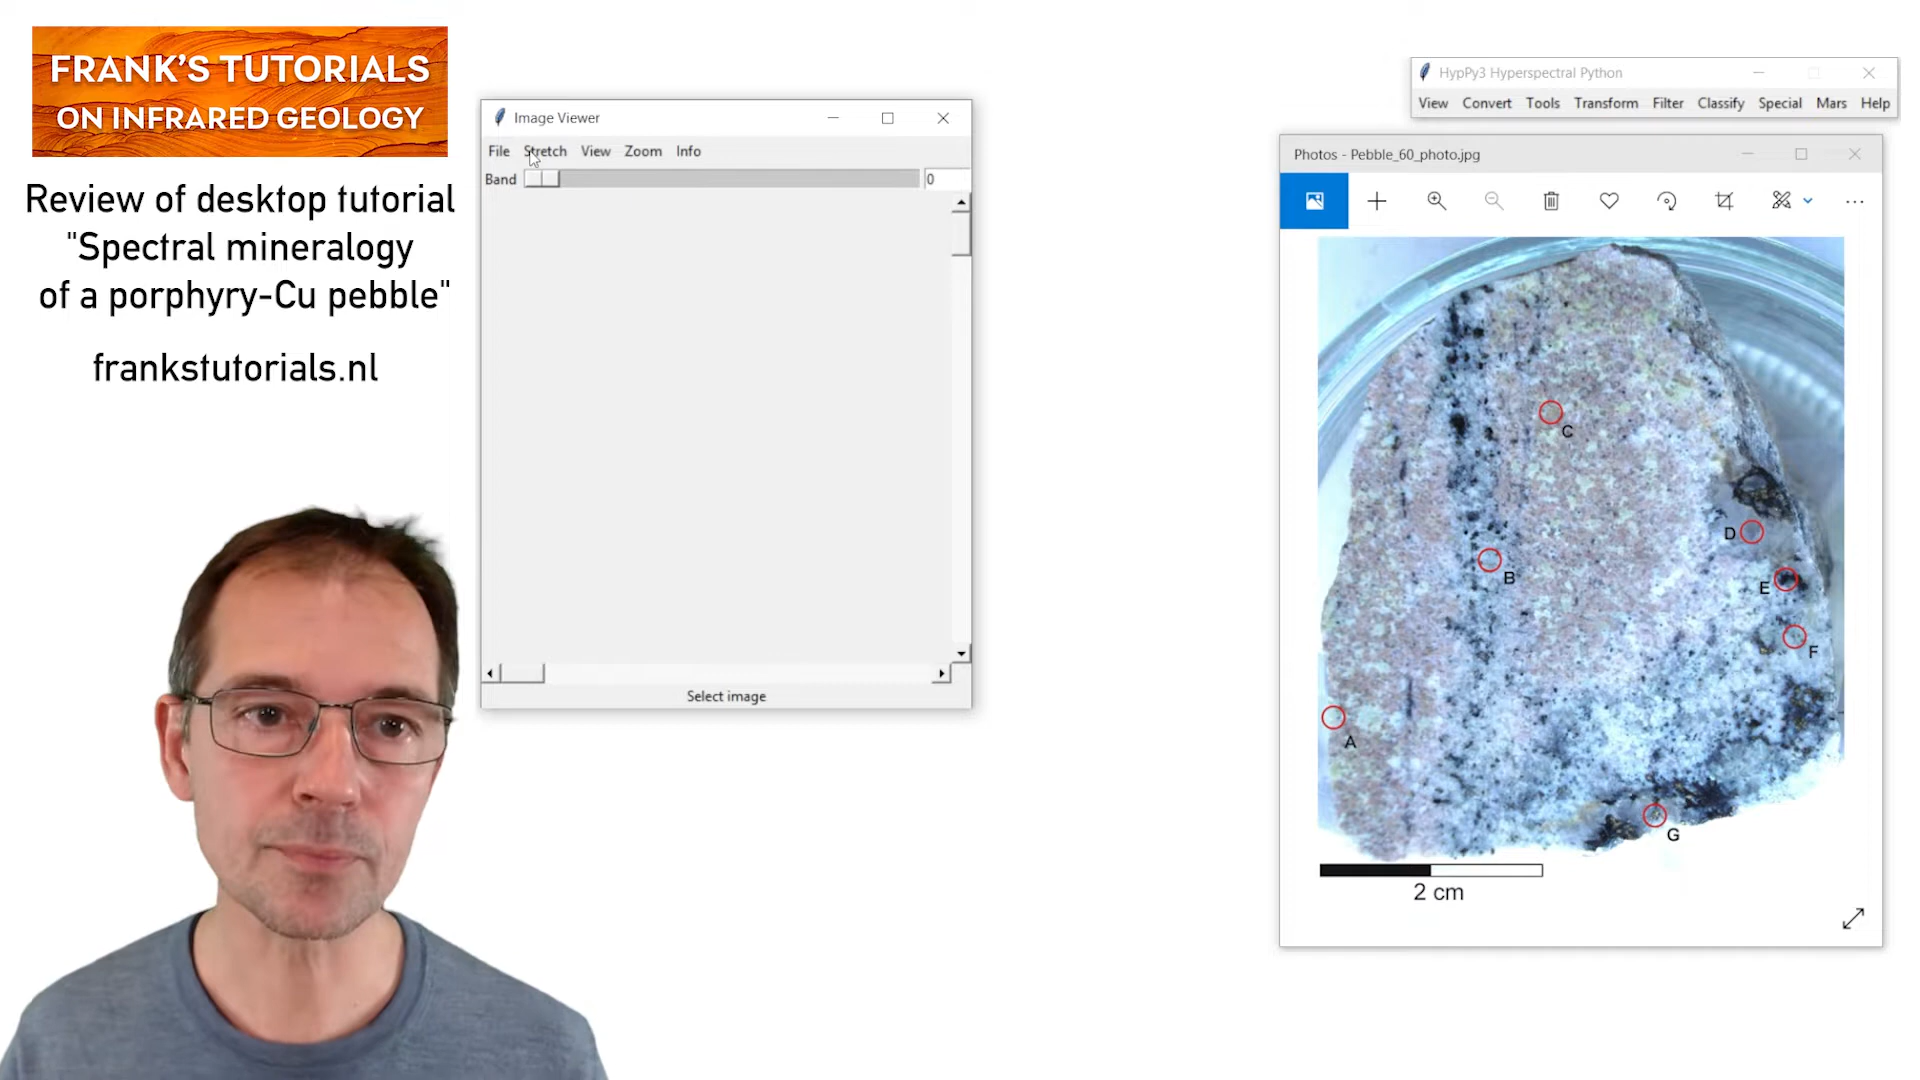 FRANK'S TUTORIALS
ON INFRARED GEOLOGY
Review of desktop tutorial
"Spectral mineralogy
of a porphyry-Cu pebble"
frankstutorials.nl
Image Viewer
File Stretch View Zoom Info
Band 0
Select image
HypPy3 Hyperspectral Python
View Convert Tools Transform Filter Classify Special Mars Help
Photos - Pebble_60_photo.jpg
C
D
B
E
F
A
G
2 cm